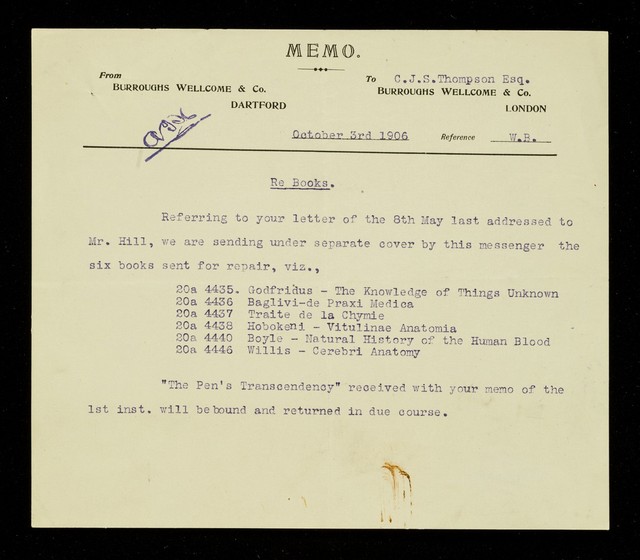 MEMO.
From
BURROUGHS WELLCOME & Co.
DARTFORD
To C.J.S.Thompson Esq.
BURROUGHS WELLCOME & Co.
LONDON
October 3rd 1906 Reference W.B.
Re Books.
Referring to your letter of the 8th May last addressed to
Mr. Hill, we are sending under separate cover by this messenger the
six books sent for repair, viz.,
20a 4435. Godfridus - The Knowledge of Things Unknown
20a 4436 Baglivi-de Praxi Medica
20a 4437 Traite de la Chymie
20a 4438 Hobokeni - Vitulinae Anatomia
20a 4440 Boyle - Natural History of the Human Blood
20a 4446 Willis - Cerebri Anatomy
"The Pen's Transcendency" received with your memo of the
1st inst. will be bound and returned in due course.